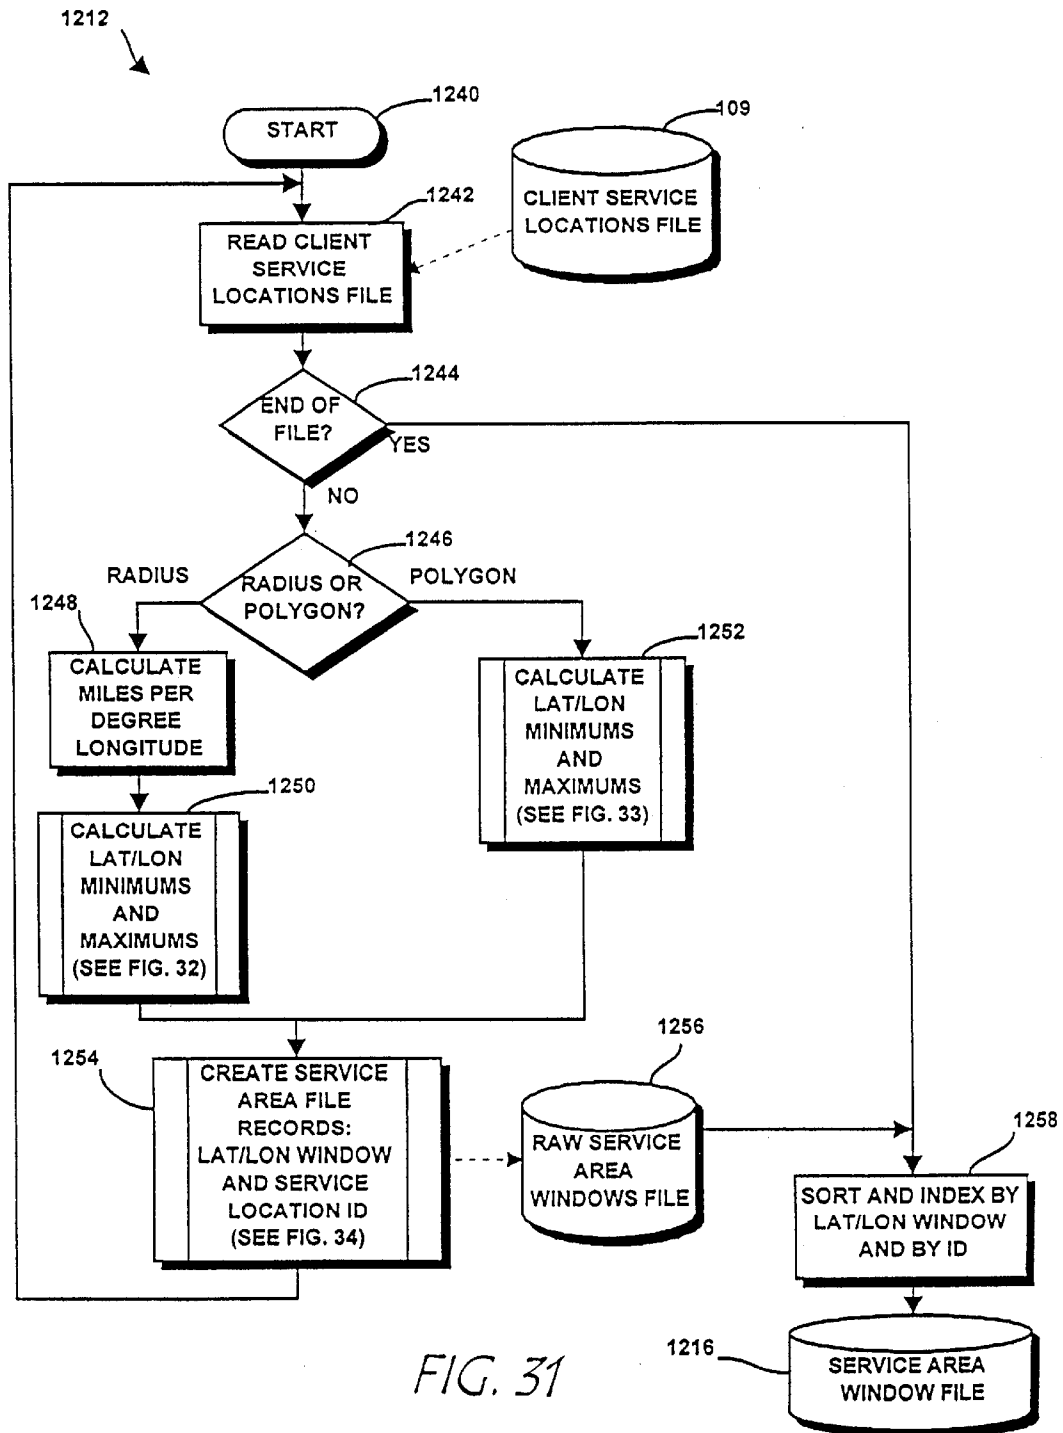 1212
1240
START
109
CLIENT SERVICE
LOCATIONS FILE
1242
READ CLIENT
SERVICE
LOCATIONS FILE
1244
END OF
FILE?
YES
NO
1246
RADIUS OR
POLYGON?
RADIUS
POLYGON
1248
CALCULATE
MILES PER
DEGREE
LONGITUDE
1252
CALCULATE
LAT/LON
MINIMUMS
AND
MAXIMUMS
(SEE FIG. 33)
1250
CALCULATE
LAT/LON
MINIMUMS
AND
MAXIMUMS
(SEE FIG. 32)
1254
CREATE SERVICE
AREA FILE
RECORDS:
LAT/LON WINDOW
AND SERVICE
LOCATION ID
(SEE FIG. 34)
1256
RAW SERVICE
AREA
WINDOWS FILE
1258
SORT AND INDEX BY
LAT/LON WINDOW
AND BY ID
1216
SERVICE AREA
WINDOW FILE
FIG. 31